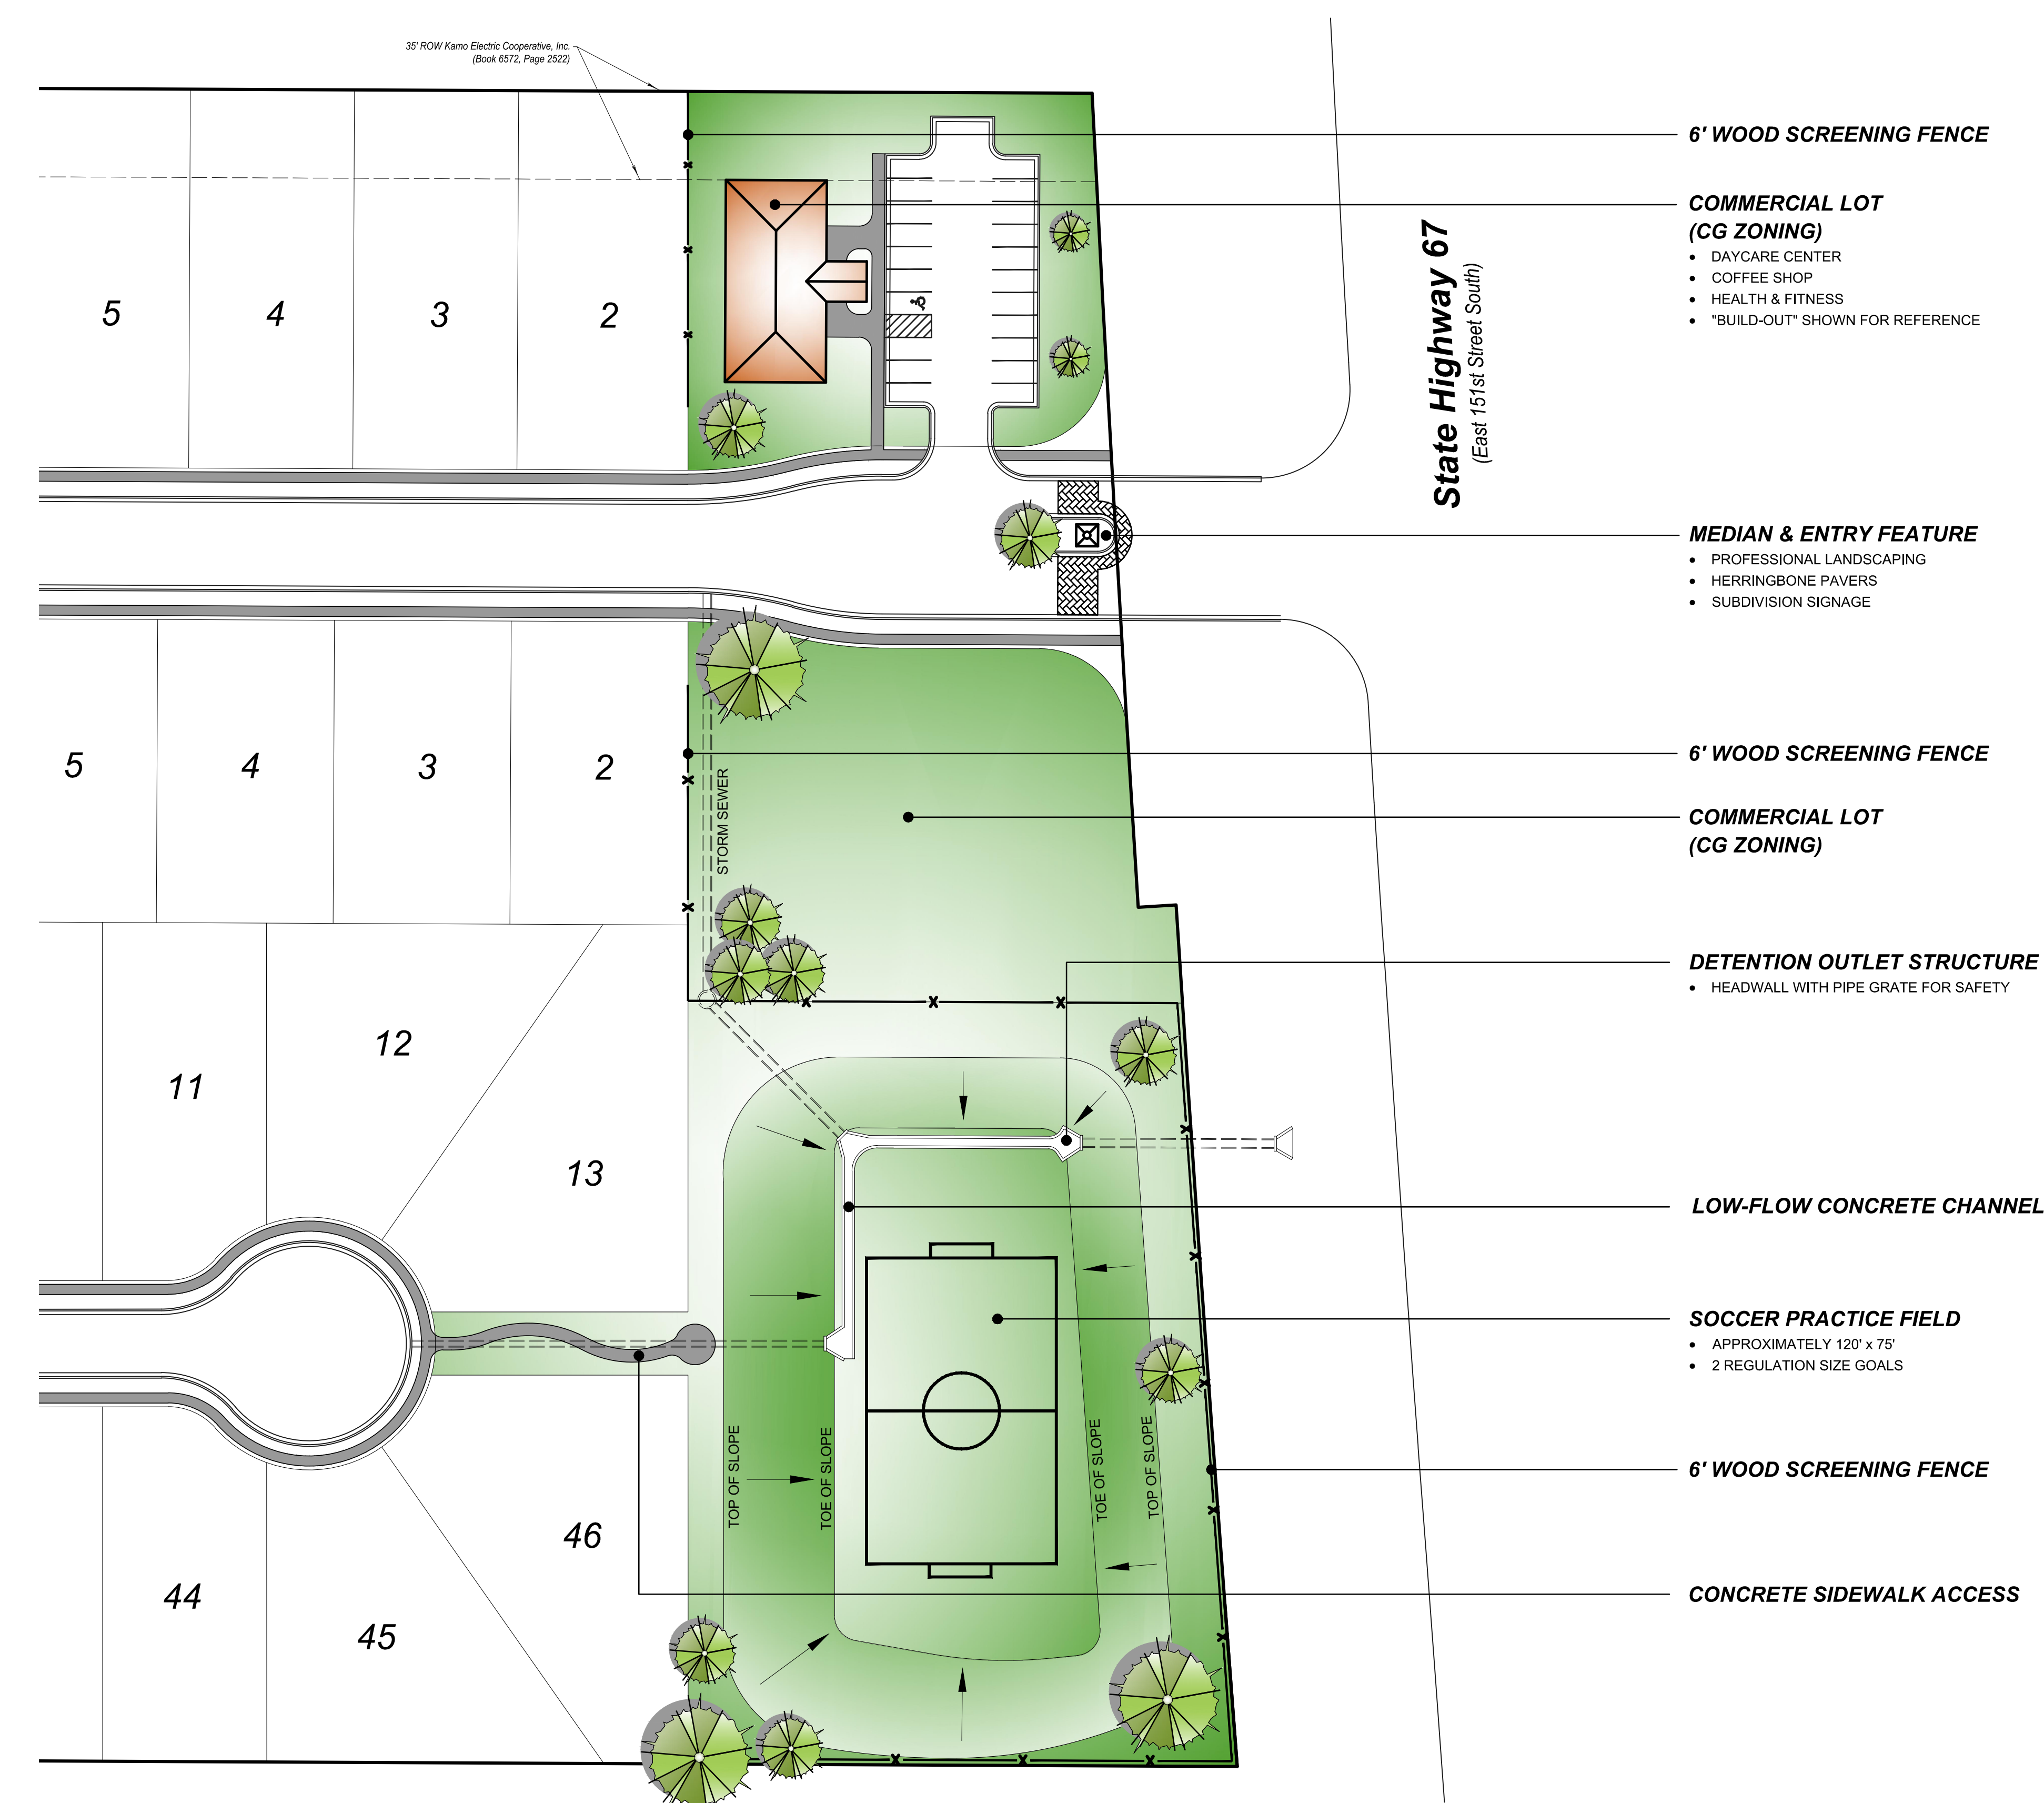 35' ROW Kamo Electric Cooperative, Inc.
(Book 6572, Page 2522)
6' WOOD SCREENING FENCE
COMMERCIAL LOT
(CG ZONING)
• DAYCARE CENTER
• COFFEE SHOP
• HEALTH & FITNESS
• "BUILD-OUT" SHOWN FOR REFERENCE
State Highway 67
(East 151st Street South)
5
4
3
2
MEDIAN & ENTRY FEATURE
• PROFESSIONAL LANDSCAPING
• HERRINGBONE PAVERS
• SUBDIVISION SIGNAGE
6' WOOD SCREENING FENCE
5
4
3
2
STORM SEWER
COMMERCIAL LOT
(CG ZONING)
DETENTION OUTLET STRUCTURE
• HEADWALL WITH PIPE GRATE FOR SAFETY
12
11
13
LOW-FLOW CONCRETE CHANNEL
SOCCER PRACTICE FIELD
• APPROXIMATELY 120' x 75'
• 2 REGULATION SIZE GOALS
TOP OF SLOPE
TOE OF SLOPE
TOE OF SLOPE
TOP OF SLOPE
6' WOOD SCREENING FENCE
46
44
45
CONCRETE SIDEWALK ACCESS